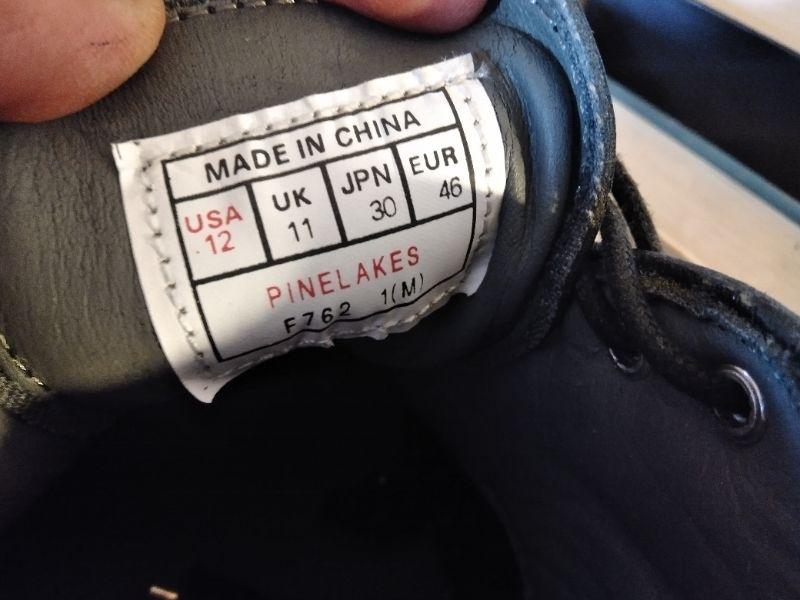 MADE IN CHINA
USA UK JPN EUR
12 11 30 46
PINELAKES
F762 1(M)